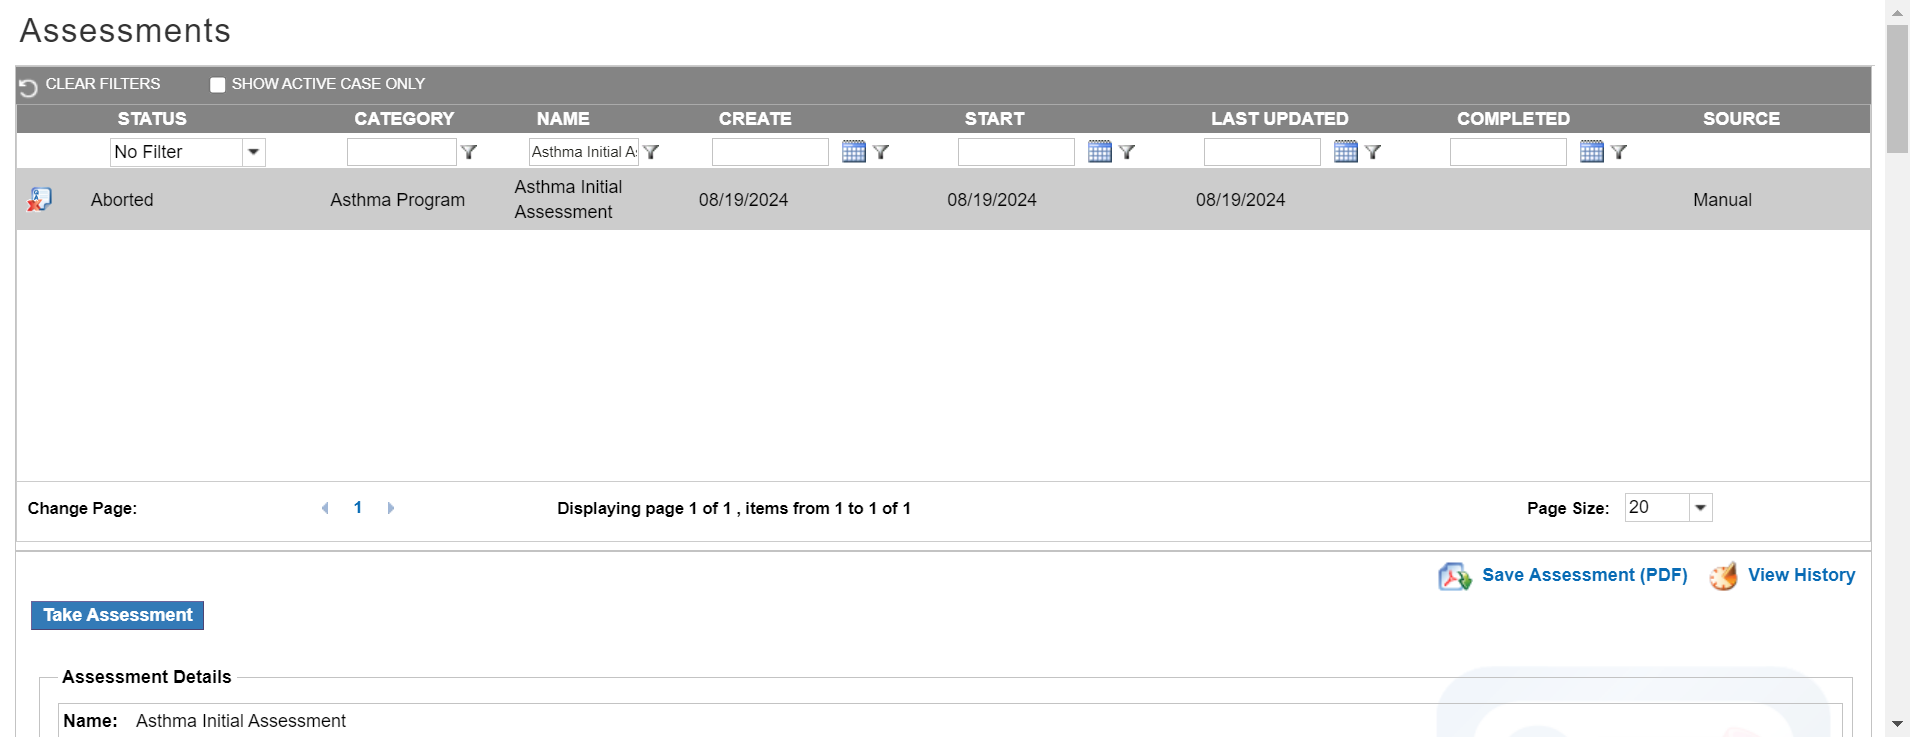 Assessments
CLEAR FILTERS SHOW ACTIVE CASE ONLY
STATUS CATEGORY NAME CREATE START LAST UPDATED COMPLETED SOURCE
No Filter Asthma Initial As
Aborted Asthma Program Asthma Initial Assessment 08/19/2024 08/19/2024 08/19/2024 Manual
Change Page: 1 Displaying page 1 of 1 , items from 1 to 1 of 1 Page Size: 20
Save Assessment (PDF) View History
Take Assessment
Assessment Details
Name: Asthma Initial Assessment